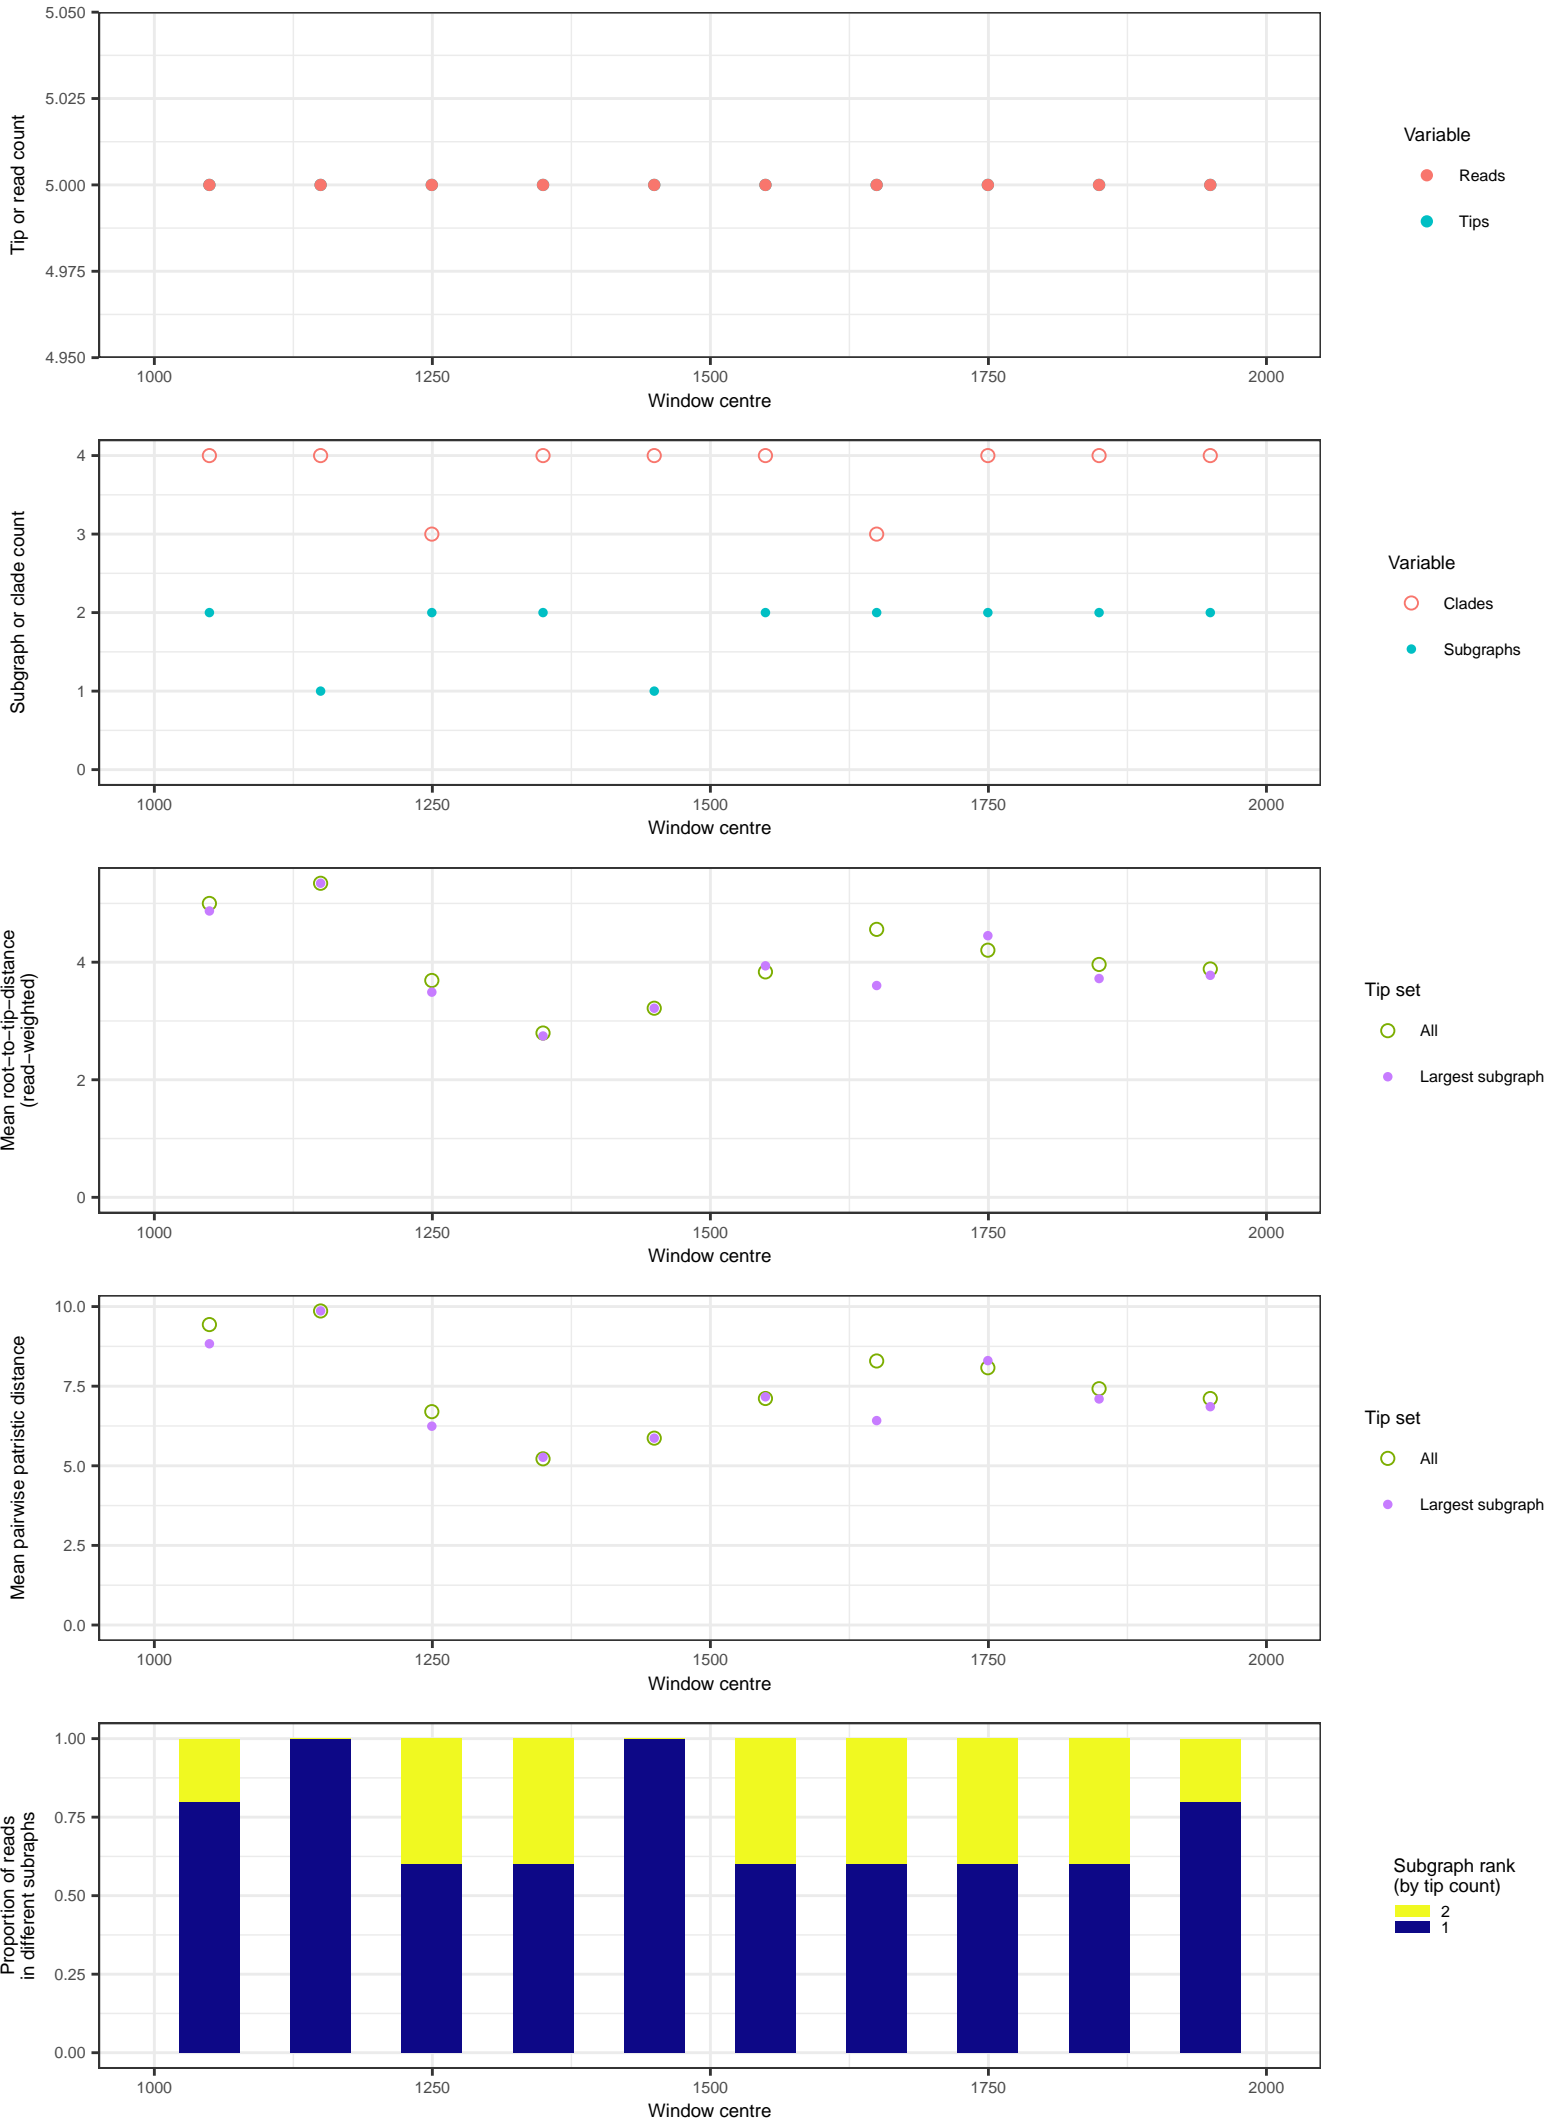 5.050
5.025
5.000
4.975
4.950
Tip or read count
1000 1250 1500 1750 2000
Window centre
Variable
Reads
Tips
4
3
2
1
0
Subgraph or clade count
1000 1250 1500 1750 2000
Window centre
Variable
Clades
Subgraphs
4
2
0
Mean root−to−tip−distance
(read−weighted)
1000 1250 1500 1750 2000
Window centre
Tip set
All
Largest subgraph
10.0
7.5
5.0
2.5
0.0
Mean pairwise patristic distance
1000 1250 1500 1750 2000
Window centre
Tip set
All
Largest subgraph
1.00
0.75
0.50
0.25
0.00
Proportion of reads
in different subraphs
1000 1250 1500 1750 2000
Window centre
Subgraph rank
(by tip count)
2
1